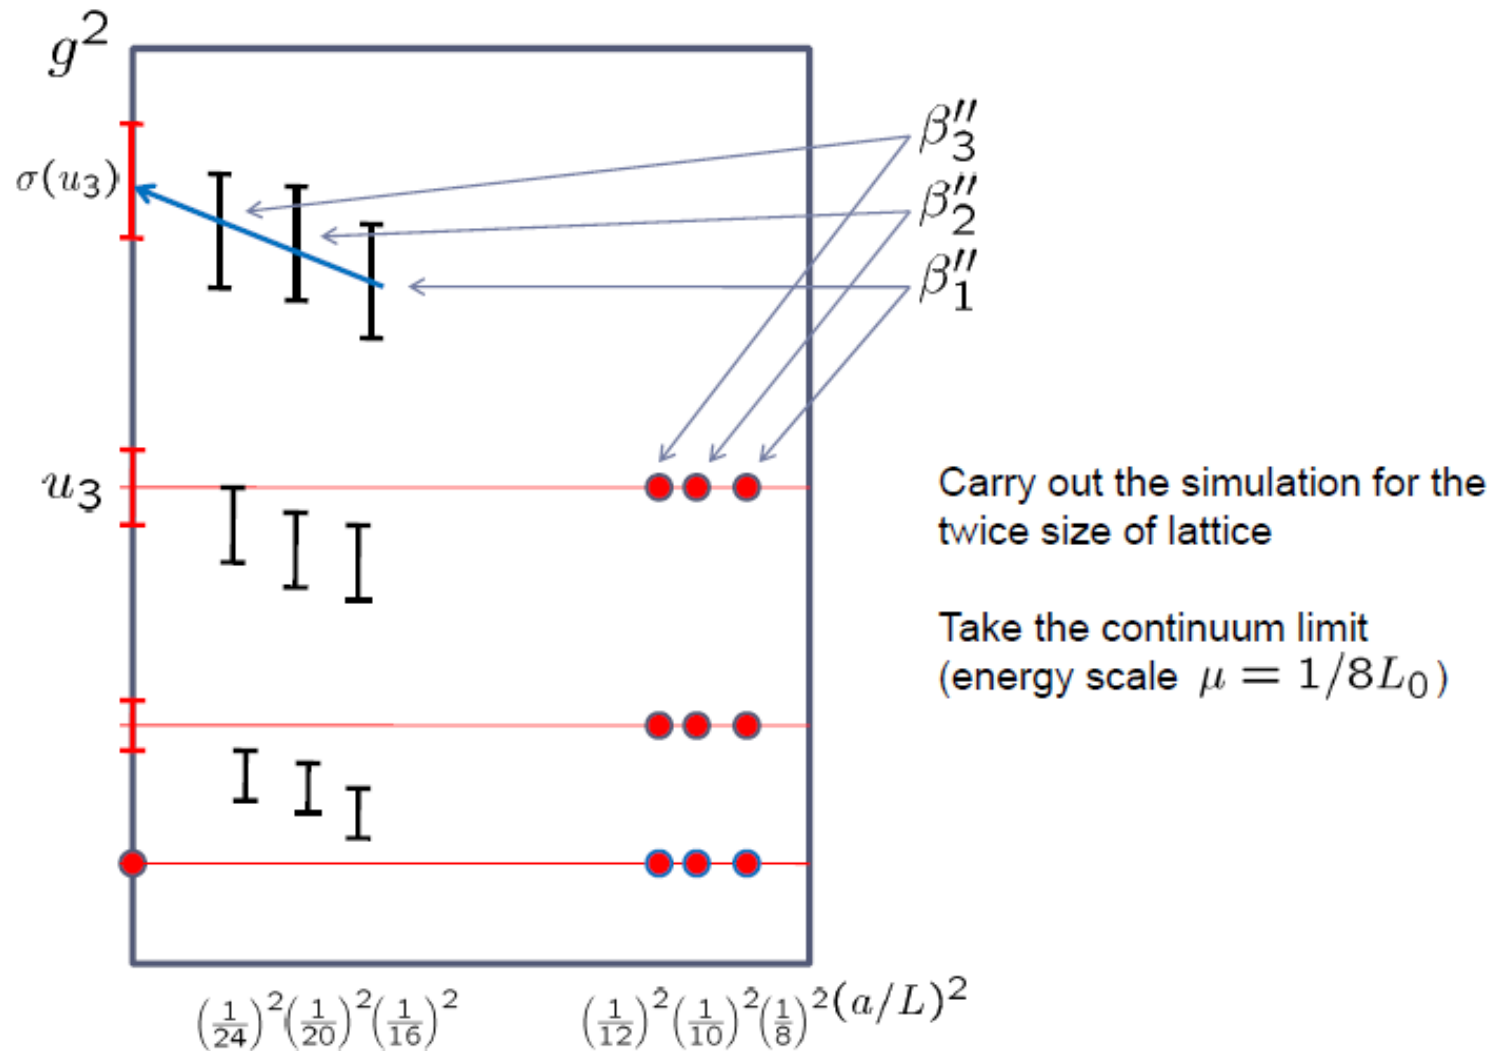 g²
β₃″
σ(u₃)
β₂″
β₁″
u₃
Carry out the simulation for the
twice size of lattice
Take the continuum limit
(energy scale μ = 1/8L₀)
(1/24)² (1/20)² (1/16)² (1/12)² (1/10)² (1/8)² (a/L)²